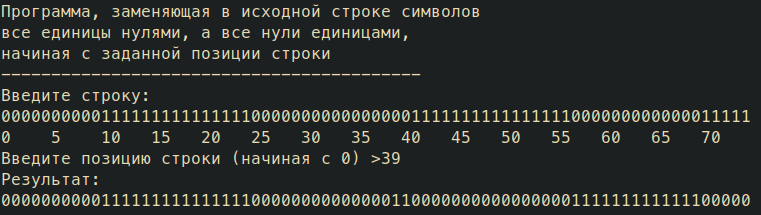 Программа, заменяющая в исходной строке символов
все единицы нулями, а все нули единицами,
начиная с заданной позиции строки
------------------------------------------
Введите строку:
000000000011111111111111100000000000000001111111111111111000000000000011111
0    5    10   15   20   25   30   35   40   45   50   55   60   65   70
Введите позицию строки (начиная с 0) >39
Результат:
000000000011111111111111100000000000000110000000000000000111111111111100000